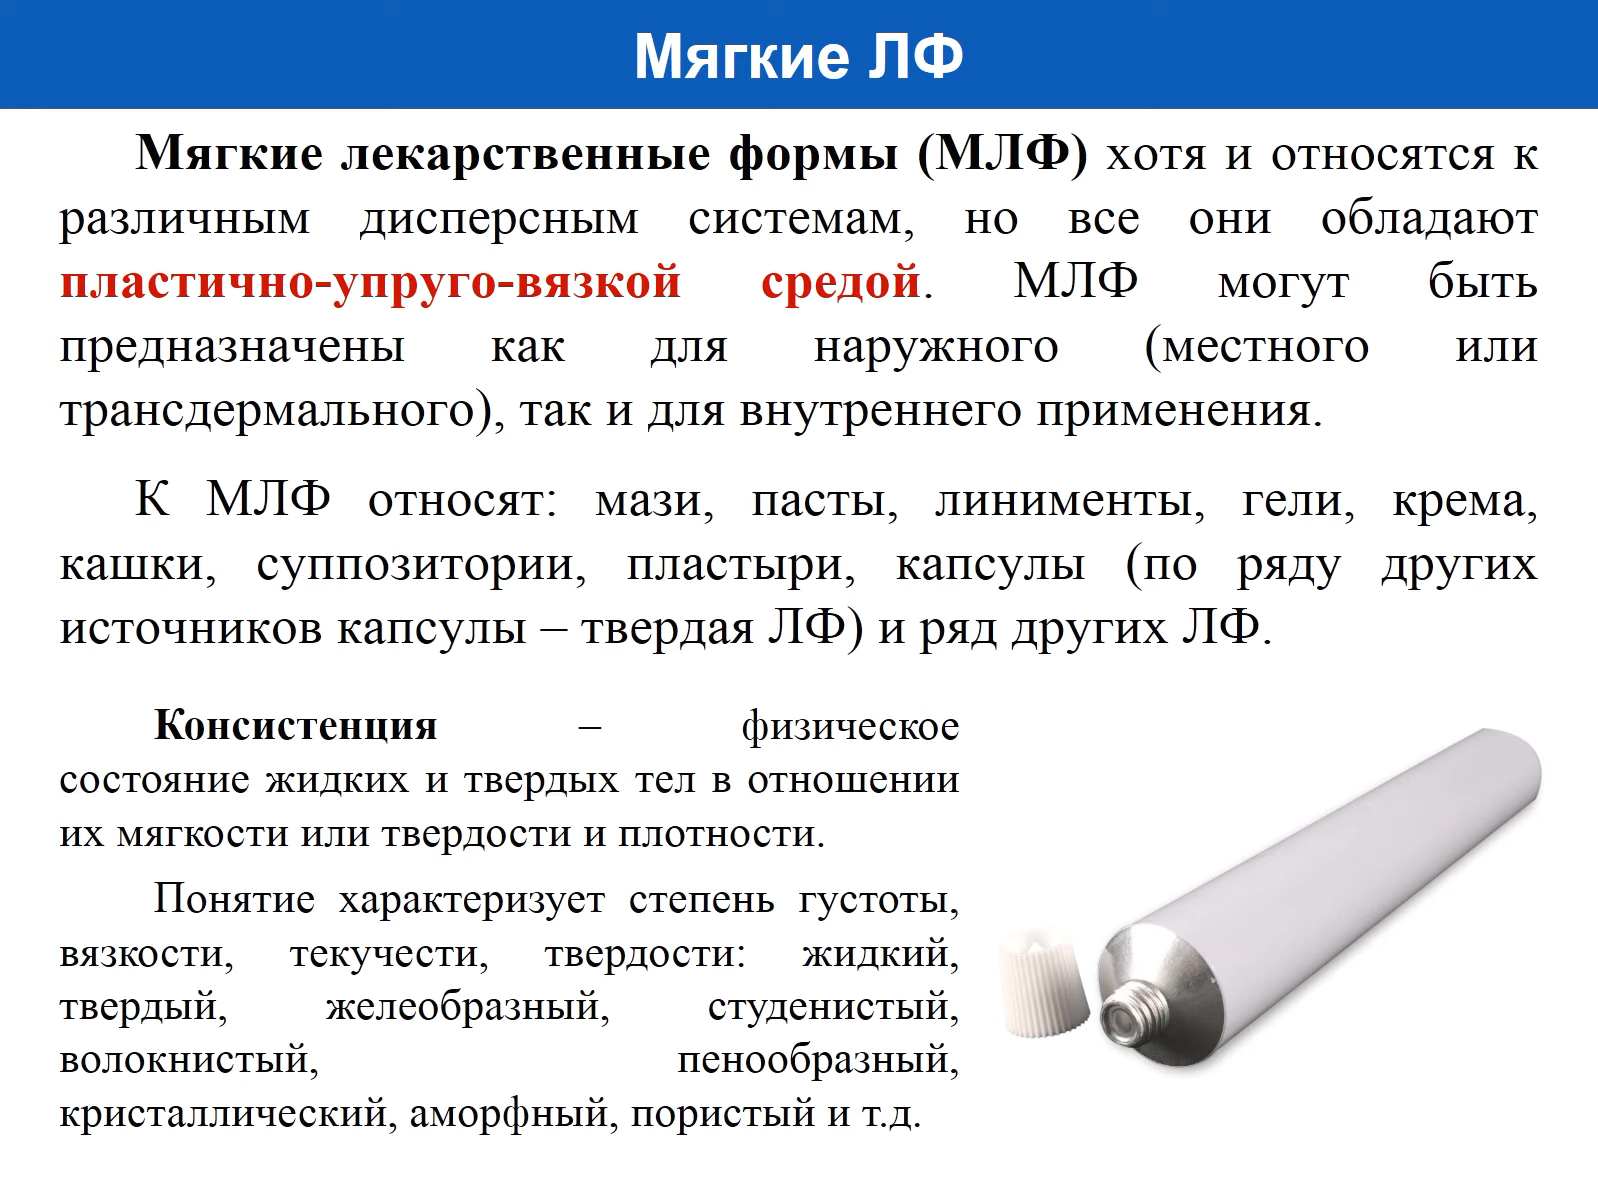 Мягкие ЛФ
Мягкие лекарственные формы (МЛФ) хотя и относятся к
различным дисперсным системам, но все они обладают
пластично-упруго-вязкой средой. МЛФ могут быть
предназначены как для наружного (местного или
трансдермального), так и для внутреннего применения.
К МЛФ относят: мази, пасты, линименты, гели, крема,
кашки, суппозитории, пластыри, капсулы (по ряду других
источников капсулы – твердая ЛФ) и ряд других ЛФ.
Консистенция – физическое
состояние жидких и твердых тел в отношении
их мягкости или твердости и плотности.
Понятие характеризует степень густоты,
вязкости, текучести, твердости: жидкий,
твердый, желеобразный, студенистый,
волокнистый, пенообразный,
кристаллический, аморфный, пористый и т.д.